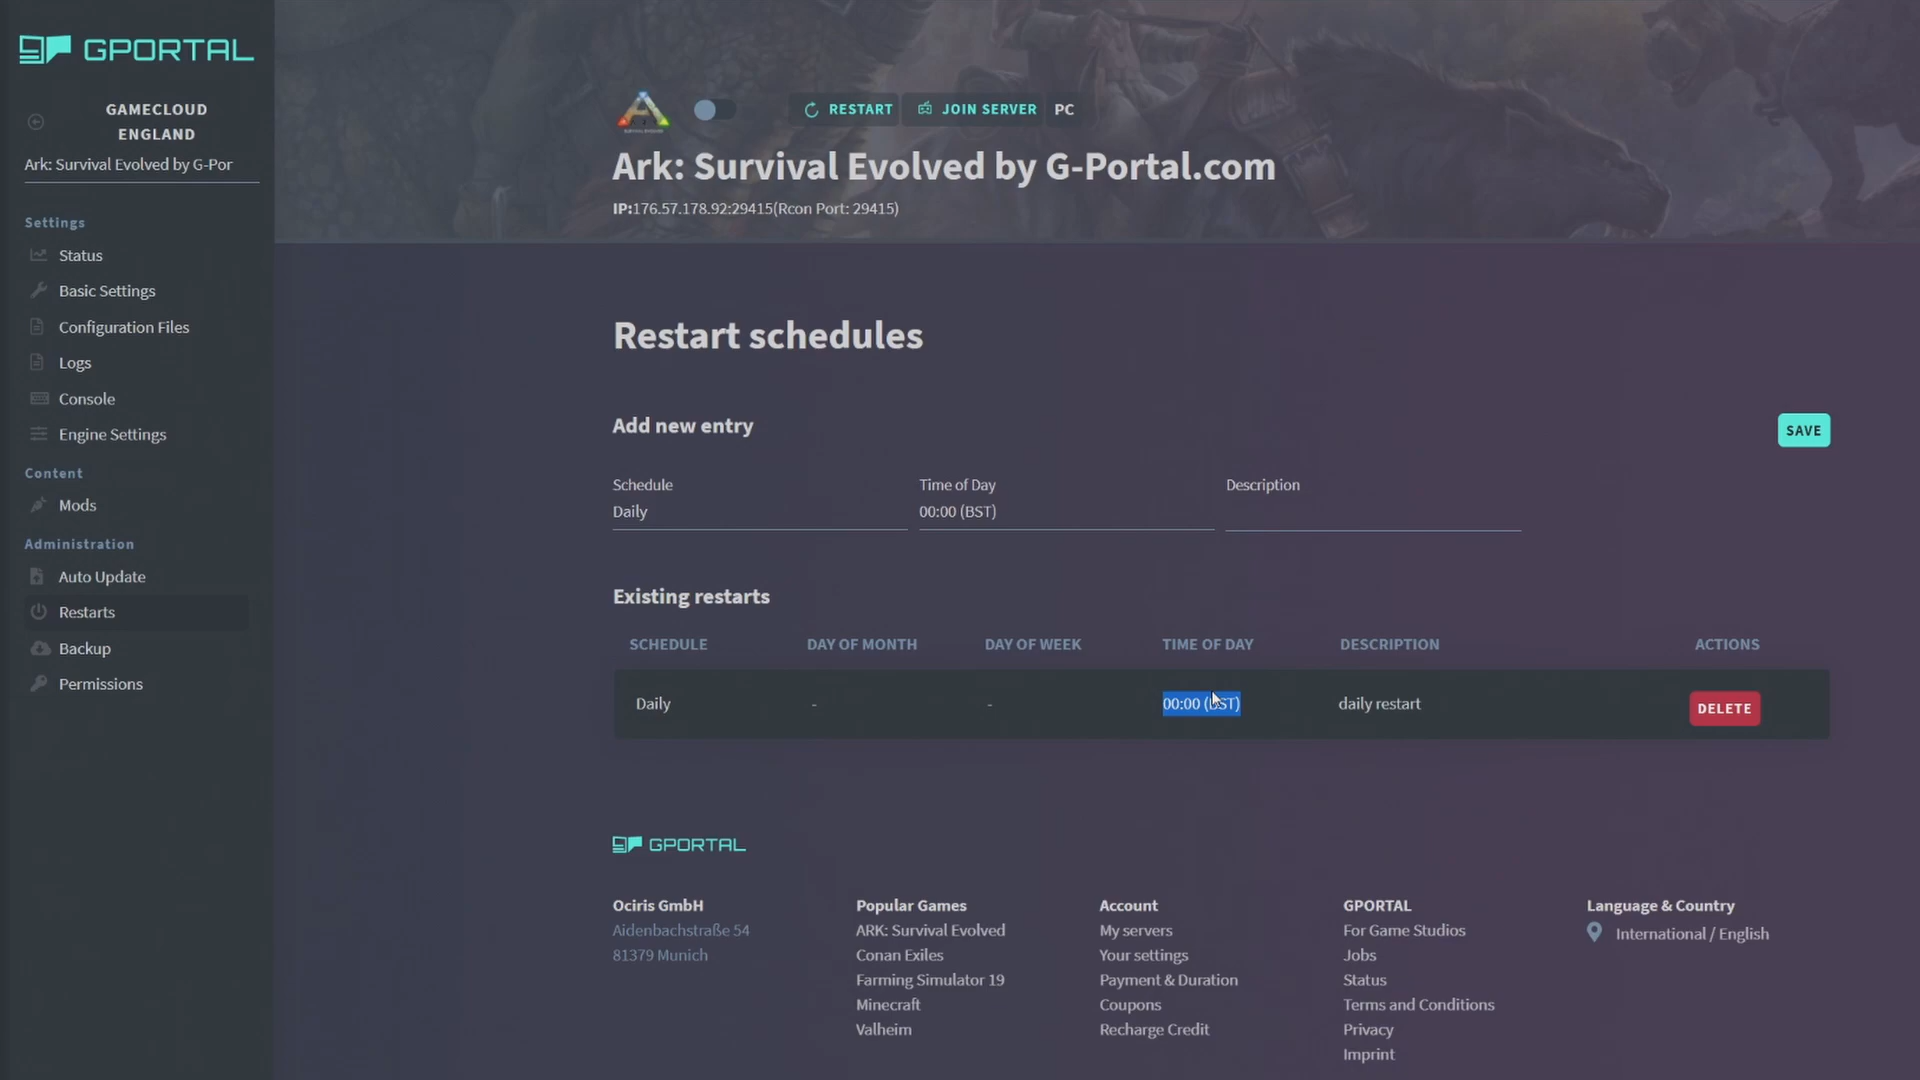 GPORTAL
GAMECLOUD
ENGLAND
Ark: Survival Evolved by G-Por
Settings
Status
Basic Settings
Configuration Files
Logs
Console
Engine Settings
Content
Mods
Administration
Auto Update
Restarts
Backup
Permissions
RESTART
JOIN SERVER
PC
Ark: Survival Evolved by G-Portal.com
IP:176.57.178.92:29415(Rcon Port: 29415)
Restart schedules
Add new entry
SAVE
Schedule
Daily
Time of Day
00:00 (BST)
Description
Existing restarts
SCHEDULE DAY OF MONTH DAY OF WEEK TIME OF DAY DESCRIPTION ACTIONS
Daily - - 00:00 (BST) daily restart DELETE
GPORTAL
Ociris GmbH
Aidenbachstraße 54
81379 Munich
Popular Games
ARK: Survival Evolved
Conan Exiles
Farming Simulator 19
Minecraft
Valheim
Account
My servers
Your settings
Payment & Duration
Coupons
Recharge Credit
GPORTAL
For Game Studios
Jobs
Status
Terms and Conditions
Privacy
Imprint
Language & Country
International / English